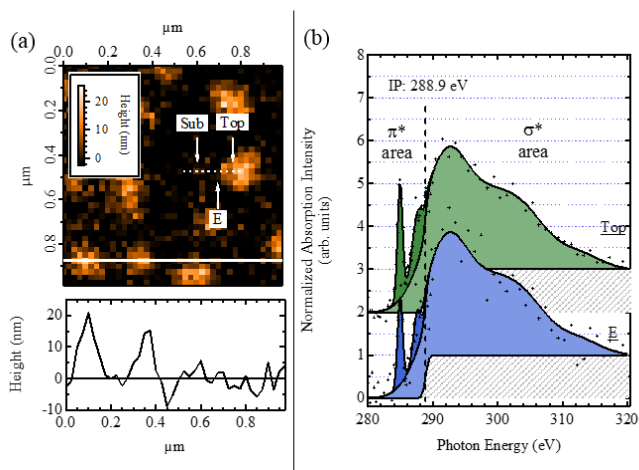 (a)
µm
0.0 0.2 0.4 0.6 0.8
0.0
0.2
0.4
0.6
0.8
µm
20
10
0
Height (nm)
Sub
Top
E
20
10
0
-10
Height (nm)
0.0 0.2 0.4 0.6 0.8
µm
(b)
8
7
6
5
4
3
2
1
0
Normalized Absorption Intensity
(arb. units)
IP: 288.9 eV
π*
area
σ*
area
Top
E
280 290 300 310 320
Photon Energy (eV)